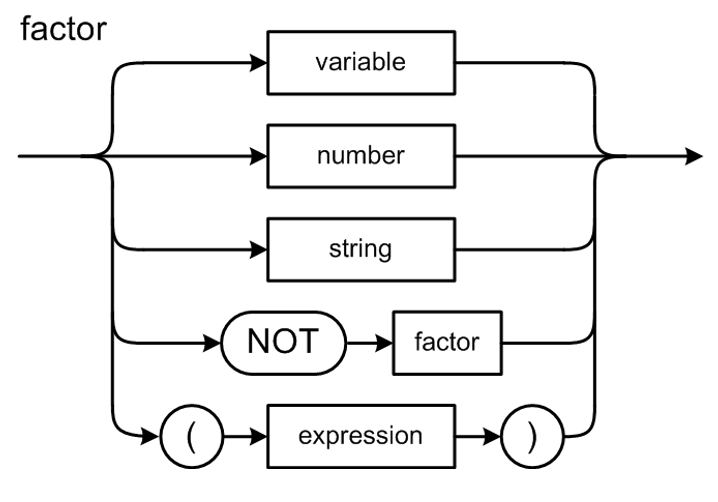 factor
variable
number
string
NOT factor
( expression )